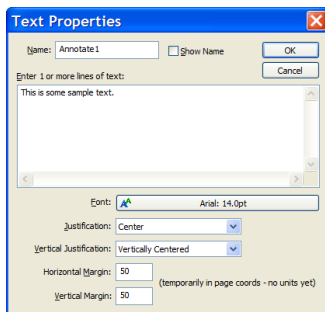 Text Properties
Name: Annotate1 Show Name OK
Cancel
Enter 1 or more lines of text:
This is some sample text.
Font: Arial: 14.0pt
Justification: Center
Vertical Justification: Vertically Centered
Horizontal Margin: 50
(temporarily in page coords - no units yet)
Vertical Margin: 50